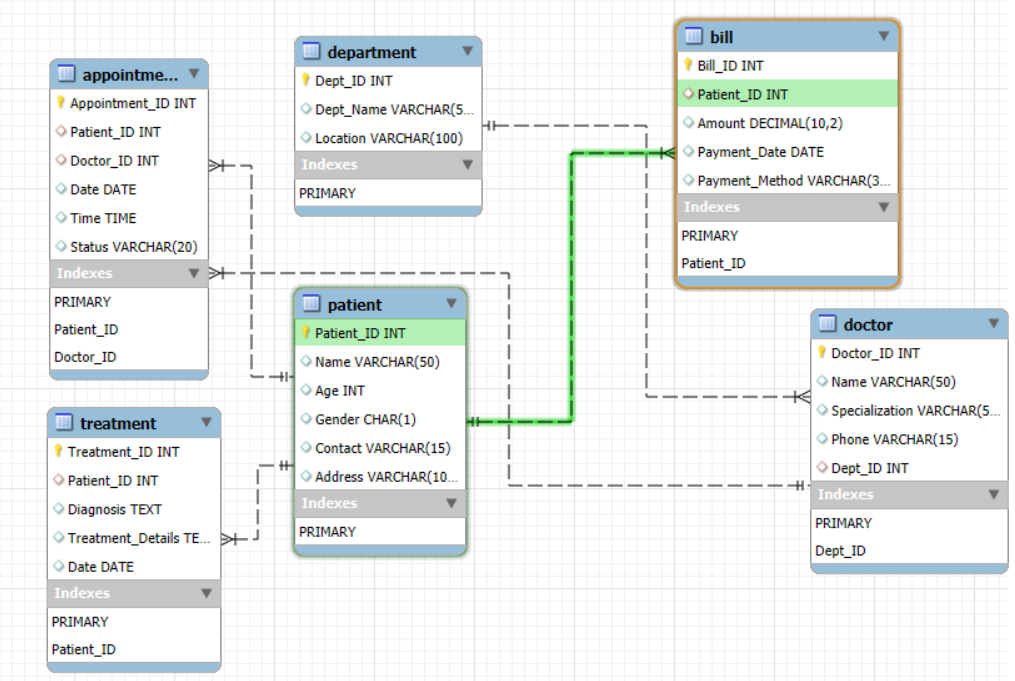 appointme...
Appointment_ID INT
Patient_ID INT
Doctor_ID INT
Date DATE
Time TIME
Status VARCHAR(20)
Indexes
PRIMARY
Patient_ID
Doctor_ID
department
Dept_ID INT
Dept_Name VARCHAR(5...
Location VARCHAR(100)
Indexes
PRIMARY
bill
Bill_ID INT
Patient_ID INT
Amount DECIMAL(10,2)
Payment_Date DATE
Payment_Method VARCHAR(3...
Indexes
PRIMARY
Patient_ID
patient
Patient_ID INT
Name VARCHAR(50)
Age INT
Gender CHAR(1)
Contact VARCHAR(15)
Address VARCHAR(10...
Indexes
PRIMARY
doctor
Doctor_ID INT
Name VARCHAR(50)
Specialization VARCHAR(5...
Phone VARCHAR(15)
Dept_ID INT
Indexes
PRIMARY
Dept_ID
treatment
Treatment_ID INT
Patient_ID INT
Diagnosis TEXT
Treatment_Details TE...
Date DATE
Indexes
PRIMARY
Patient_ID